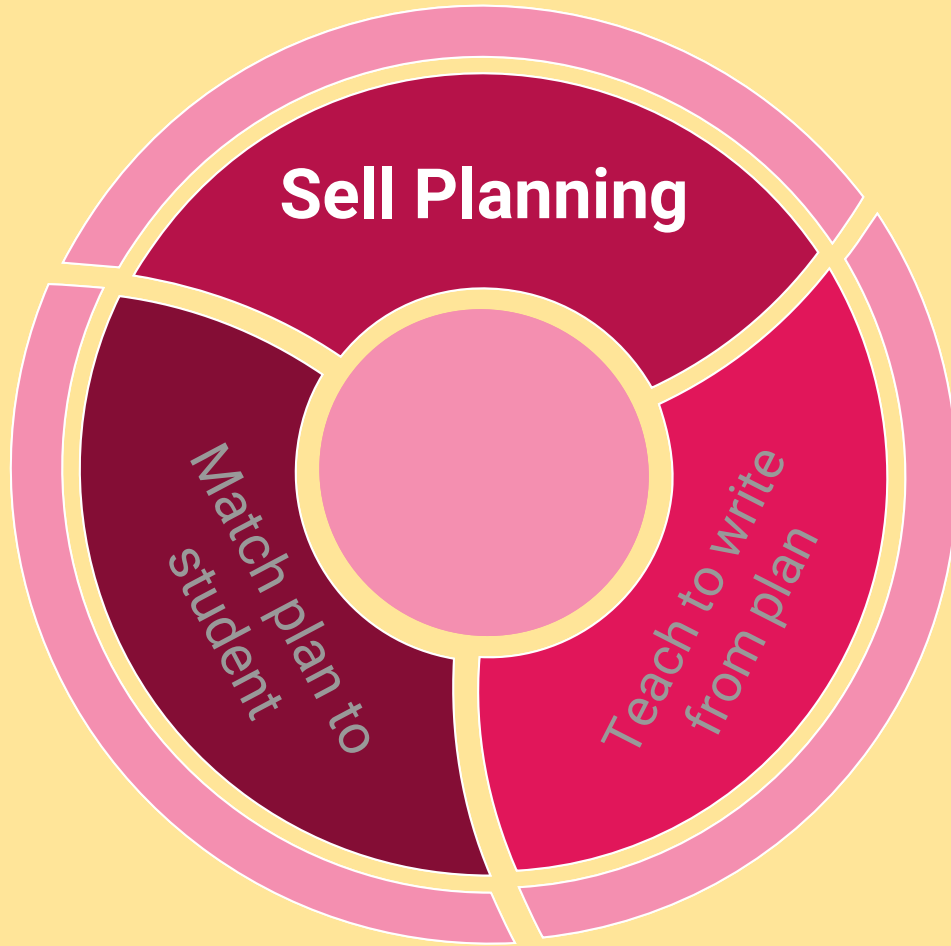 Sell Planning
Match plan to
student
Teach to write
from plan